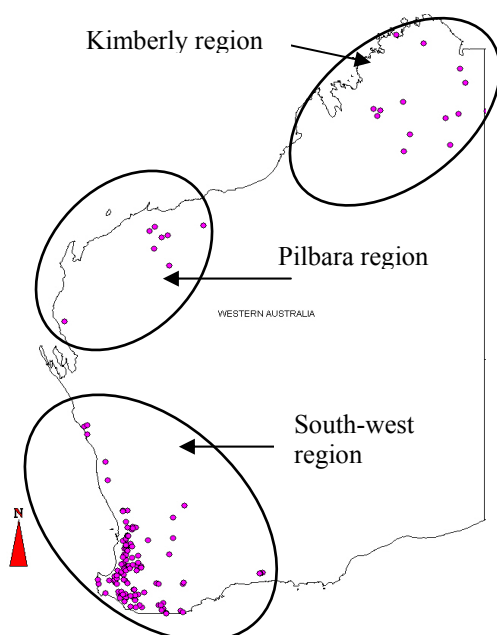 Kimberly region
Pilbara region
WESTERN AUSTRALIA
South-west
region
N